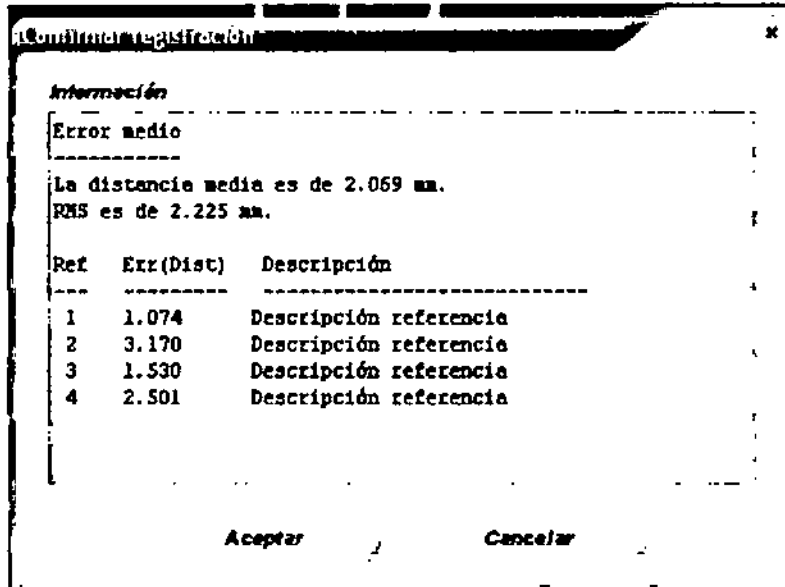 Confirmar registración
Información
Error medio
-----------
La distancia media es de 2.069 mm.
RMS es de 2.225 mm.
Ref Err(Dist) Descripción
--- --------- ----------------------------
1 1.074 Descripción referencia
2 3.170 Descripción referencia
3 1.530 Descripción referencia
4 2.501 Descripción referencia
Aceptar Cancelar